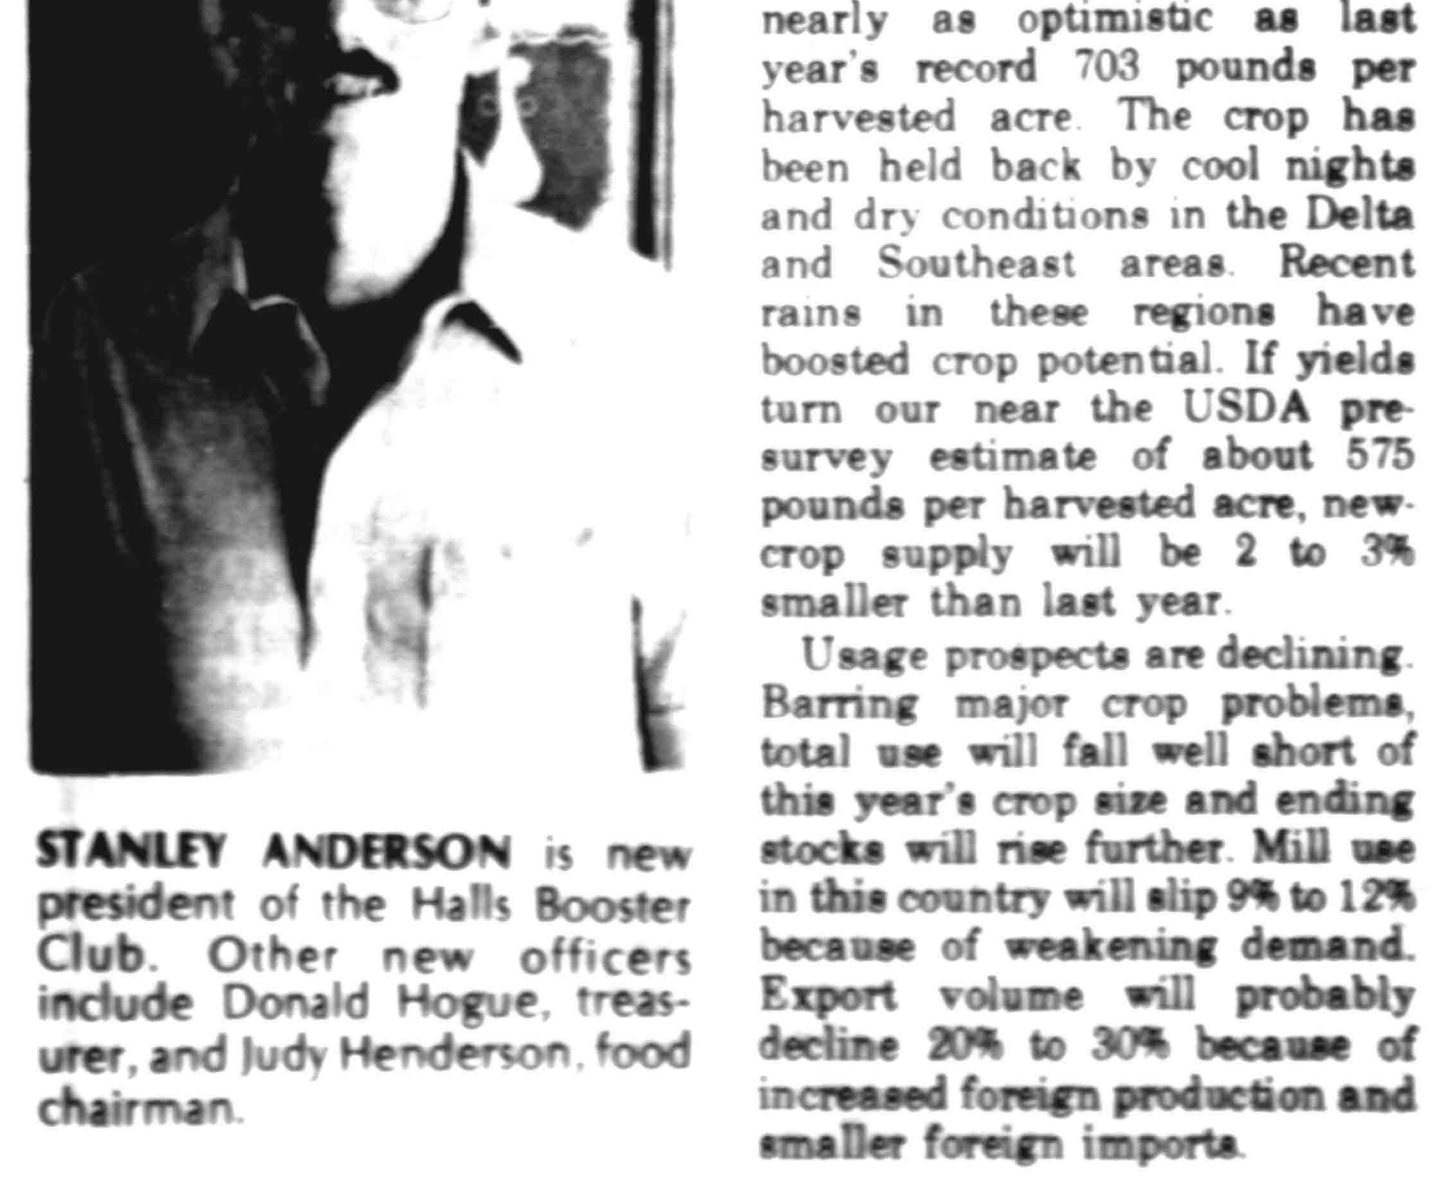 STANLEY ANDERSON is new
president of the Halls Booster
Club. Other new officers
include Donald Hogue, treas-
urer, and Judy Henderson, food
chairman.
nearly as optimistic as last
year's record 703 pounds per
harvested acre. The crop has
been held back by cool nights
and dry conditions in the Delta
and Southeast areas. Recent
rains in these regions have
boosted crop potential. If yields
turn our near the USDA pre-
survey estimate of about 575
pounds per harvested acre, new-
crop supply will be 2 to 3%
smaller than last year.
Usage prospects are declining.
Barring major crop problems,
total use will fall well short of
this year's crop size and ending
stocks will rise further. Mill use
in this country will slip 9% to 12%
because of weakening demand.
Export volume will probably
decline 20% to 30% because of
increased foreign production and
smaller foreign imports.